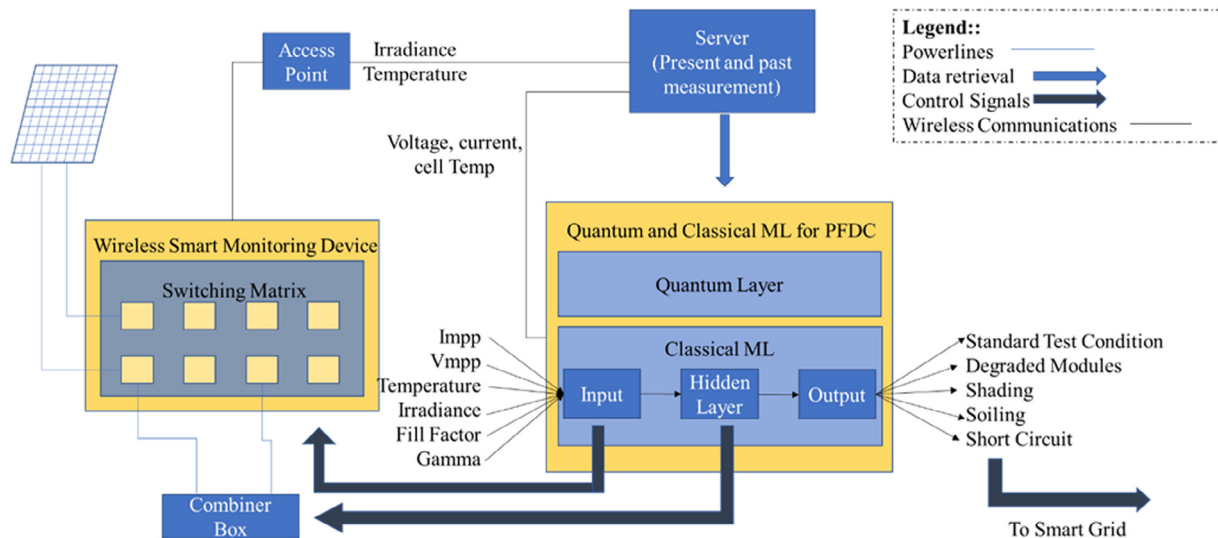 Access
Point
Irradiance
Temperature
Server
(Present and past
measurement)
Legend::
Powerlines
Data retrieval
Control Signals
Wireless Communications
Voltage, current,
cell Temp
Wireless Smart Monitoring Device
Switching Matrix
Quantum and Classical ML for PFDC
Quantum Layer
Classical ML
Impp
Vmpp
Temperature
Irradiance
Fill Factor
Gamma
Input
Hidden
Layer
Output
Standard Test Condition
Degraded Modules
Shading
Soiling
Short Circuit
Combiner
Box
To Smart Grid